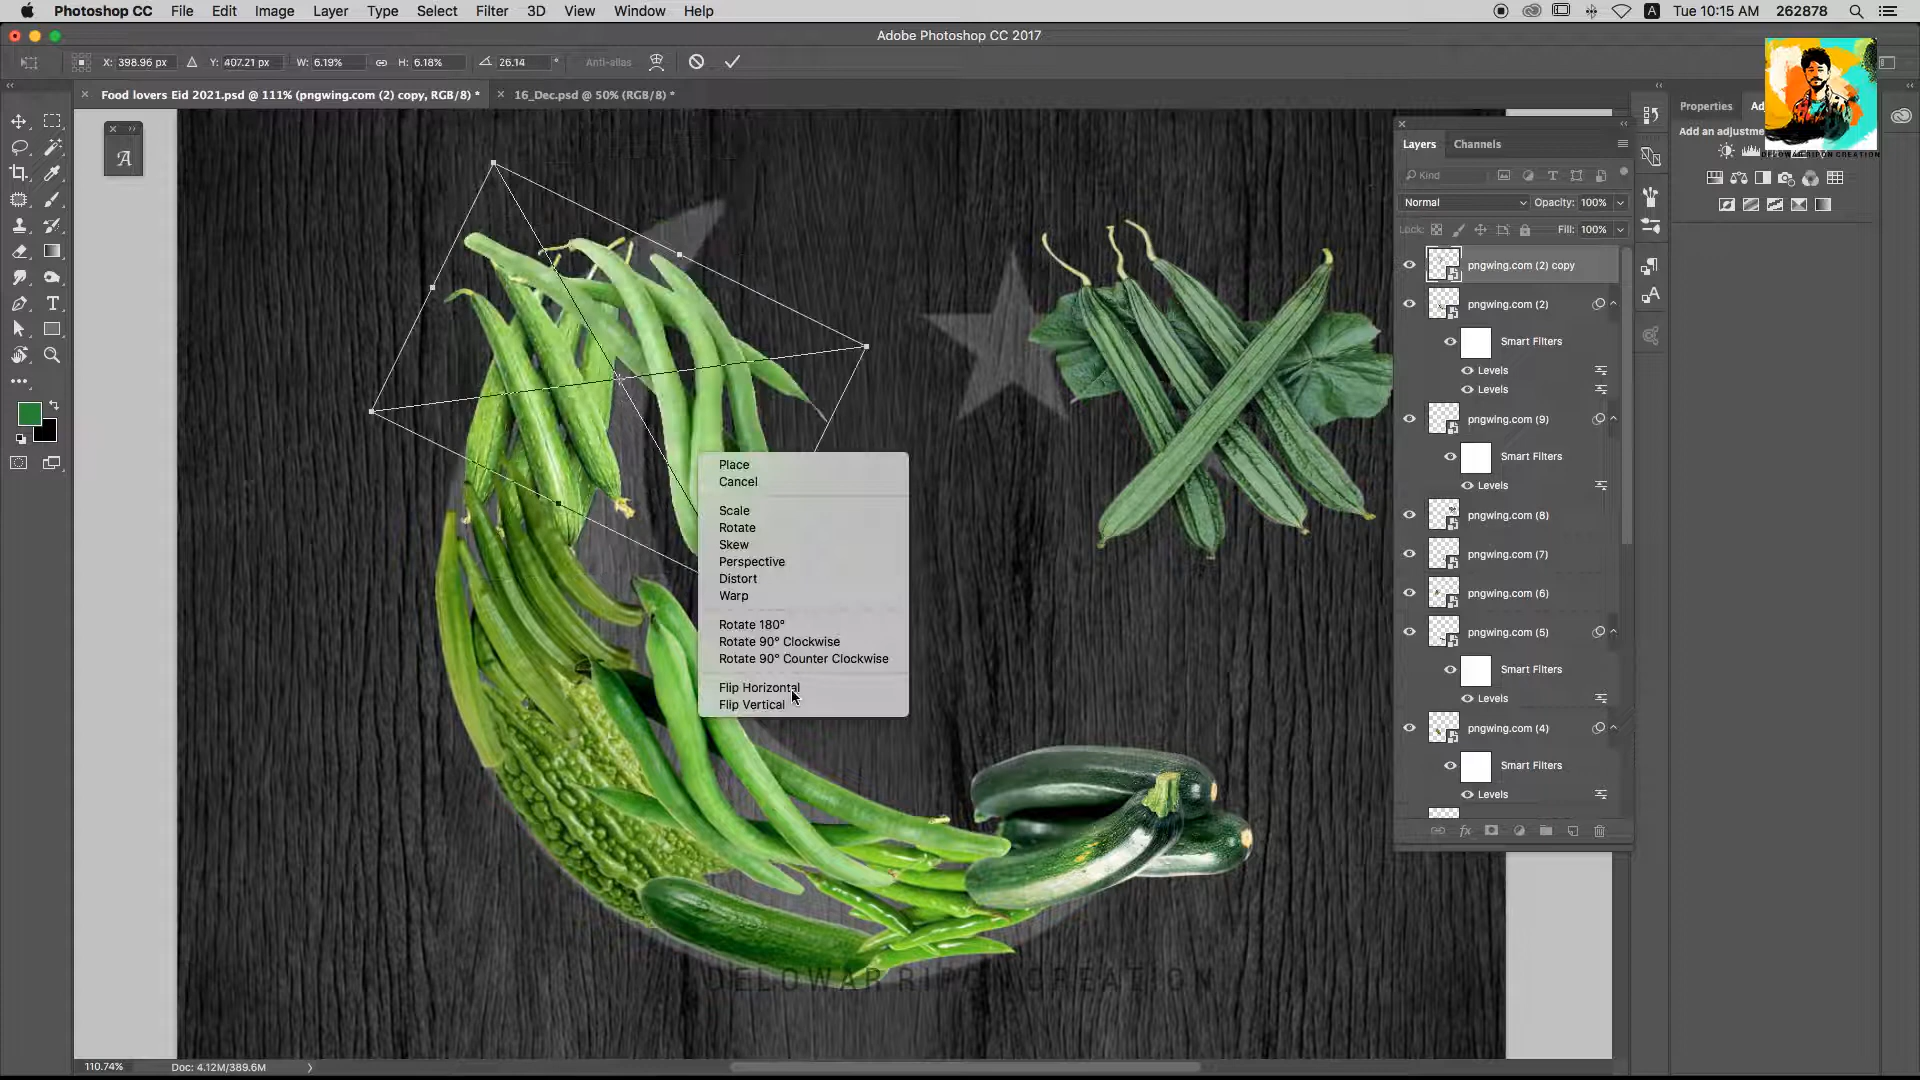 Photoshop CC File Edit Image Layer Type Select Filter 3D View Window Help A Tue 10:15 AM 262878
Adobe Photoshop CC 2017
X: 398.96 px Y: 407.21 px W: 6.19% H: 6.18% 26.14 ° Anti-alias
Food lovers Eid 2021.psd @ 111% (pngwing.com (2) copy, RGB/8) * 16_Dec.psd @ 50% (RGB/8) *
Properties
Add an adjustme
A
Layers Channels
Kind
Normal Opacity: 100%
Lock: Fill: 100%
pngwing.com (2) copy
pngwing.com (2)
Smart Filters
Levels
Levels
pngwing.com (9)
Smart Filters
Levels
pngwing.com (8)
pngwing.com (7)
pngwing.com (6)
pngwing.com (5)
Smart Filters
Levels
pngwing.com (4)
Smart Filters
Levels
Place
Cancel
Scale
Rotate
Skew
Perspective
Distort
Warp
Rotate 180°
Rotate 90° Clockwise
Rotate 90° Counter Clockwise
Flip Horizontal
Flip Vertical
DELOWAR RIPON CREATION
110.74% Doc: 4.12M/389.6M